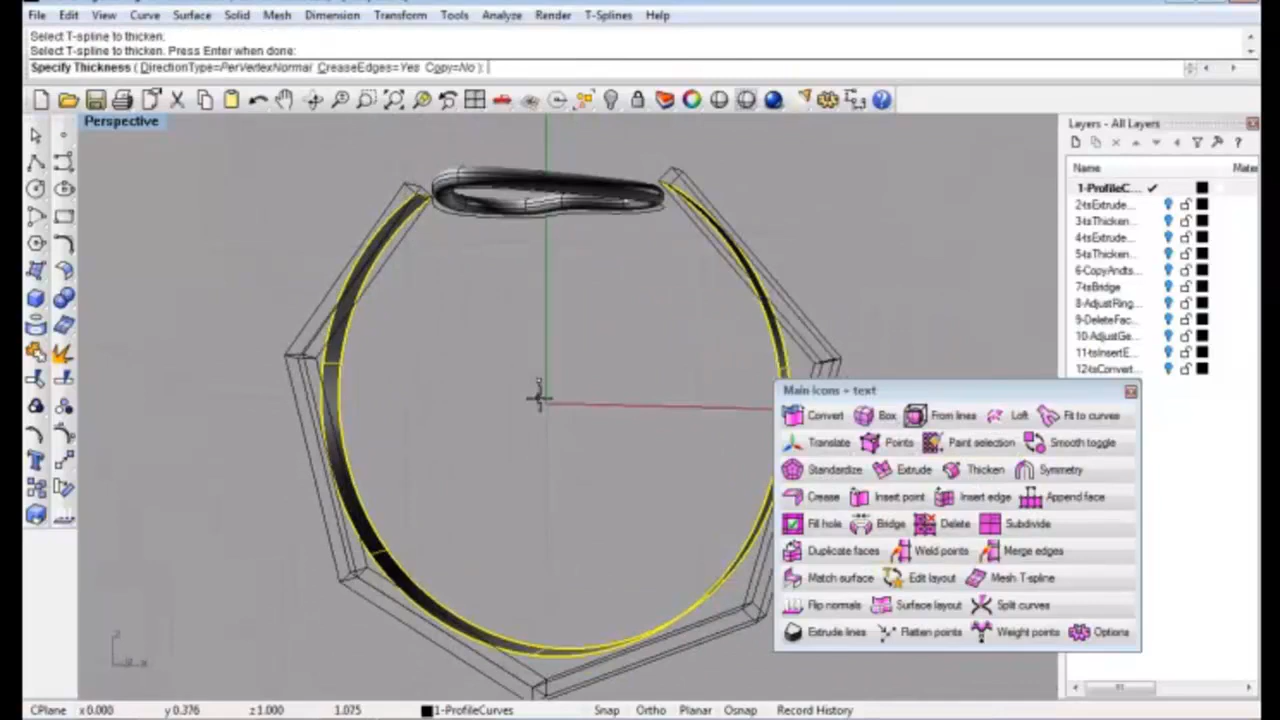 File Edit View Curve Surface Solid Mesh Dimension Transform Tools Analyze Render T-Splines Help
Select T-spline to thicken:
Select T-spline to thicken. Press Enter when done:
Specify Thickness ( DirectionType=PerVertexNormal CreaseEdges=Yes Copy=No ):
Perspective
Layers - All Layers
Name Mate
1-ProfileC...
2-tsExtrude...
3-tsThicken...
4-tsExtrude...
5-tsThicken...
6-CopyAndts...
7-tsBridge
8-AdjustRing...
9-DeleteFac...
10-AdjustGe...
11-tsInsertE...
12-tsConvert...
Main icons + text
Convert Box From lines Loft Fit to curves
Translate Points Paint selection Smooth toggle
Standardize Extrude Thicken Symmetry
Crease Insert point Insert edge Append face
Fill hole Bridge Delete Subdivide
Duplicate faces Weld points Merge edges
Match surface Edit layout Mesh T-spline
Flip normals Surface layout Split curves
Extrude lines Flatten points Weight points Options
z
x
CPlane x 0.000 y 0.376 z 1.000 1.075 1-ProfileCurves Snap Ortho Planar Osnap Record History